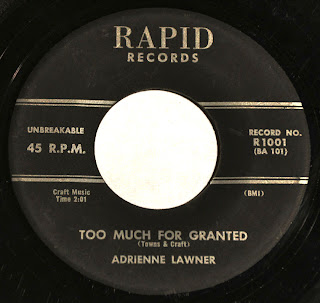 RAPID
RECORDS
UNBREAKABLE
45 R.P.M.
RECORD NO.
R1001
(BA 101)
Craft Music
Time 2:01
(BMI)
TOO MUCH FOR GRANTED
(Towns & Craft)
ADRIENNE LAWNER